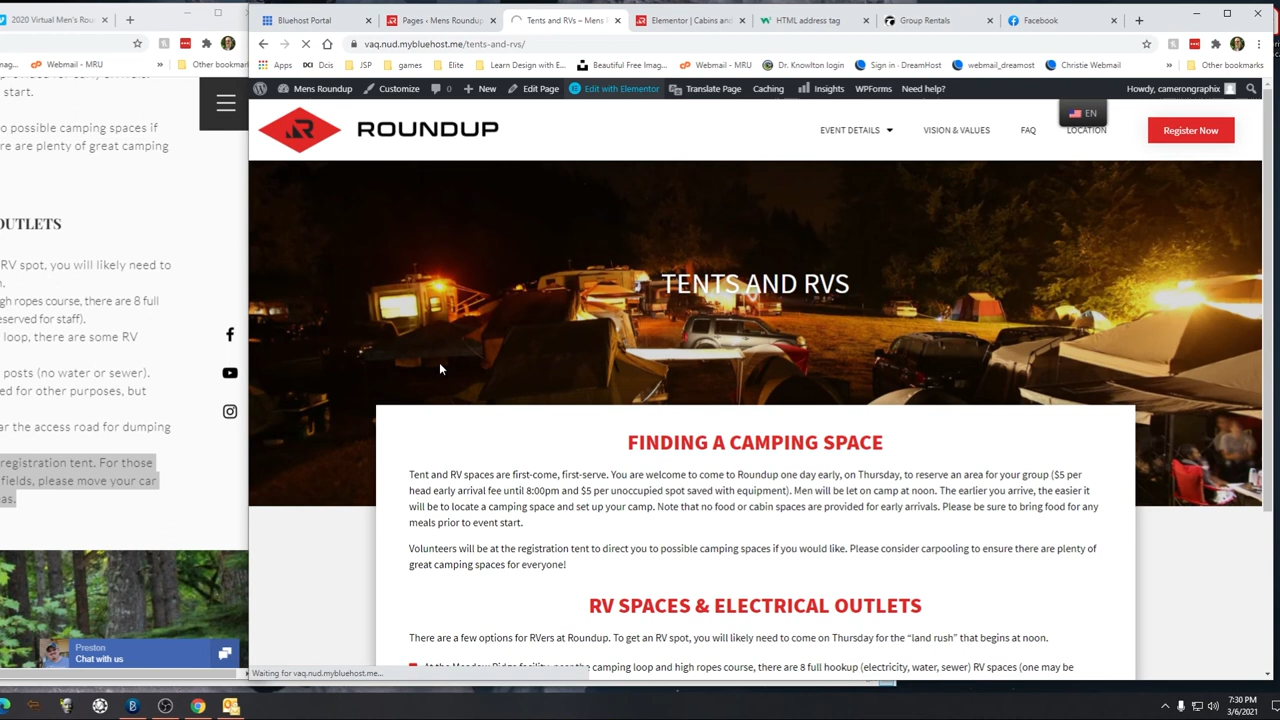 2020 Virtual Men's Rou
Webmail - MRU
»
Other bookmark
start.
o possible camping spaces if
re are plenty of great camping
OUTLETS
RV spot, you will likely need to
gh ropes course, there are 8 full
served for staff).
loop, there are some RV
posts (no water or sewer).
ed for other purposes, but
ar the access road for dumping
registration tent. For those
fields, please move your car
as.
Preston
Chat with us
Bluehost Portal
Pages ‹ Mens Roundup
Tents and RVs – Mens
Elementor | Cabins and
HTML address tag
Group Rentals
Facebook
vaq.nud.mybluehost.me/tents-and-rvs/
Apps
DCI Dcis
JSP
games
Elite
Learn Design with E...
Beautiful Free Imag...
Webmail - MRU
Dr. Knowlton login
Sign in - DreamHost
webmail_dreamost
Christie Webmail
»
Other bookmarks
Mens Roundup
Customize
0
New
Edit Page
Edit with Elementor
Translate Page
Caching
Insights
WPForms
Need help?
Howdy, camerongraphix
ROUNDUP
EVENT DETAILS
VISION & VALUES
FAQ
LOCATION
EN
Register Now
TENTS AND RVS
FINDING A CAMPING SPACE
Tent and RV spaces are first-come, first-serve. You are welcome to come to Roundup one day early, on Thursday, to reserve an area for your group ($5 per
head early arrival fee until 8:00pm and $5 per unoccupied spot saved with equipment). Men will be let on camp at noon. The earlier you arrive, the easier it
will be to locate a camping space and set up your camp. Note that no food or cabin spaces are provided for early arrivals. Please be sure to bring food for any
meals prior to event start.
Volunteers will be at the registration tent to direct you to possible camping spaces if you would like. Please consider carpooling to ensure there are plenty of
great camping spaces for everyone!
RV SPACES & ELECTRICAL OUTLETS
There are a few options for RVers at Roundup. To get an RV spot, you will likely need to come on Thursday for the “land rush” that begins at noon.
At the Meadow Ridge facility, near the camping loop and high ropes course, there are 8 full hookup (electricity, water, sewer) RV spaces (one may be
Waiting for vaq.nud.mybluehost.me...
7:30 PM
3/6/2021